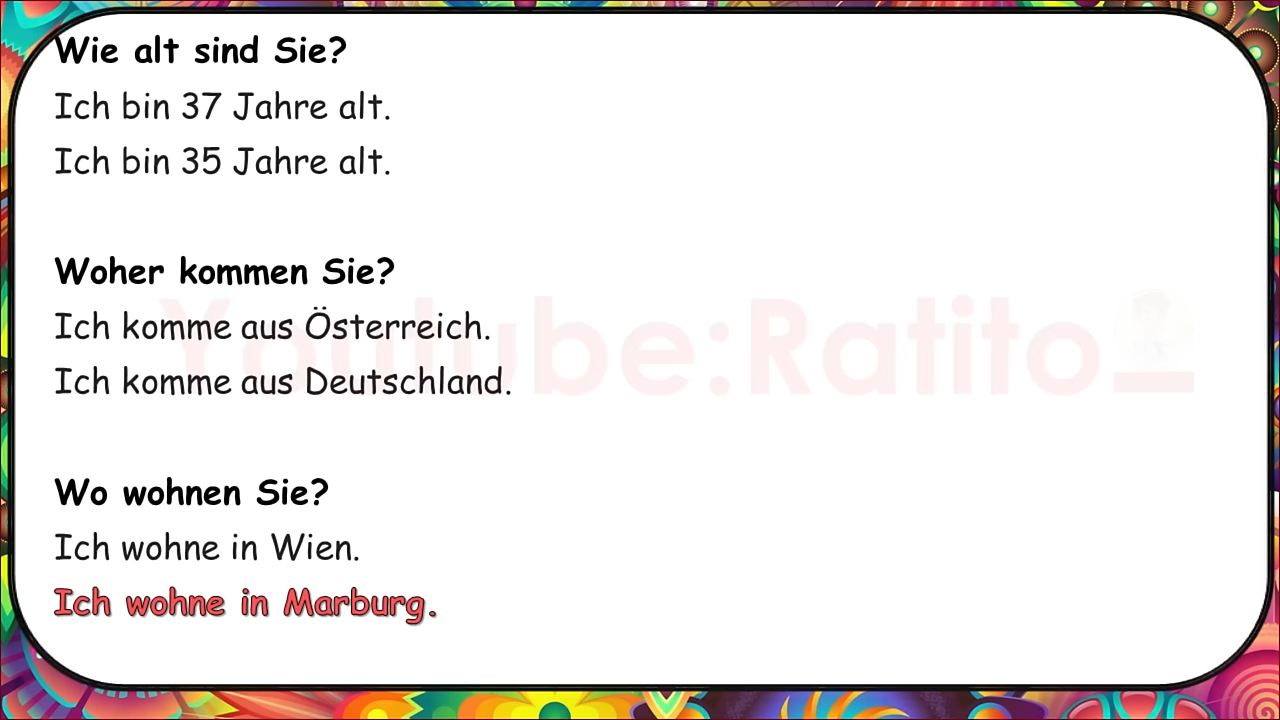 Wie alt sind Sie?
Ich bin 37 Jahre alt.
Ich bin 35 Jahre alt.
Woher kommen Sie?
Ich komme aus Österreich.
Ich komme aus Deutschland.
Youtube:Ratito
Wo wohnen Sie?
Ich wohne in Wien.
Ich wohne in Marburg.